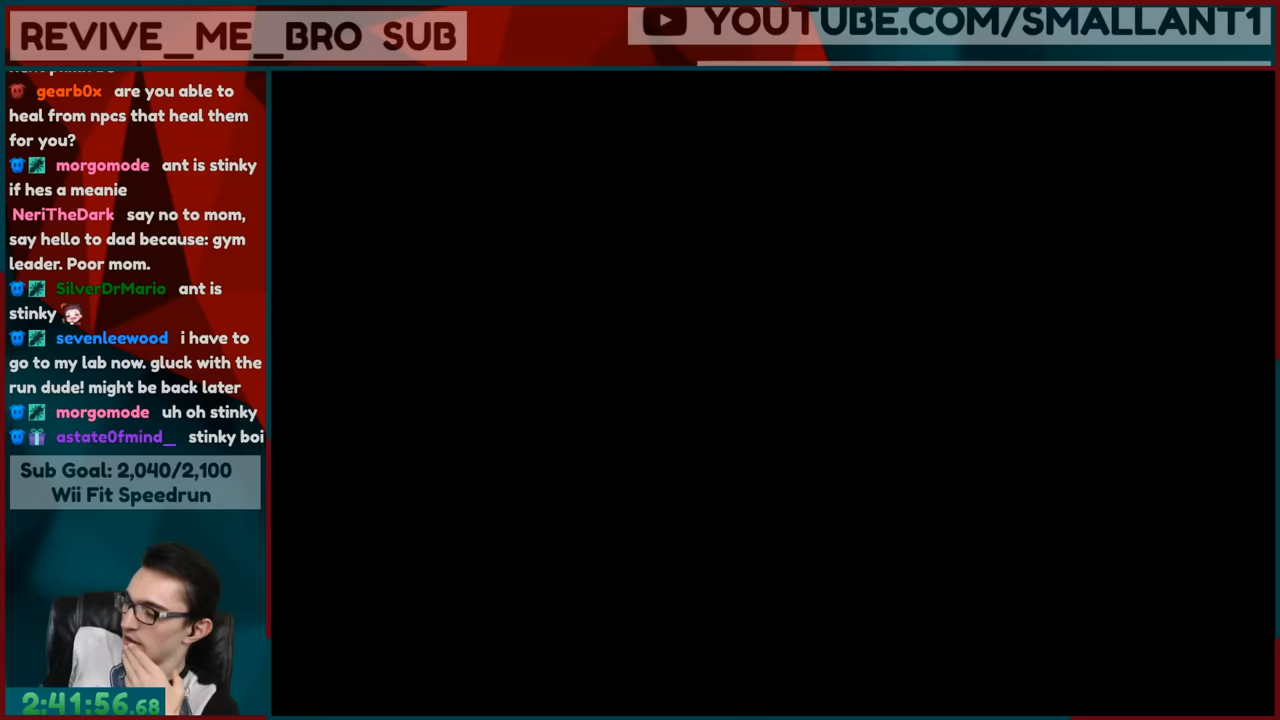 REVIVE_ME_BRO SUB
YOUTUBE.COM/SMALLANT1
gearb0x are you able to
heal from npcs that heal them
for you?
morgomode ant is stinky
if hes a meanie
NeriTheDark say no to mom,
say hello to dad because: gym
leader. Poor mom.
SilverDrMario ant is
stinky
sevenleewood i have to
go to my lab now. gluck with the
run dude! might be back later
morgomode uh oh stinky
astate0fmind_ stinky boi
Sub Goal: 2,040/2,100
Wii Fit Speedrun
2:41:56.68